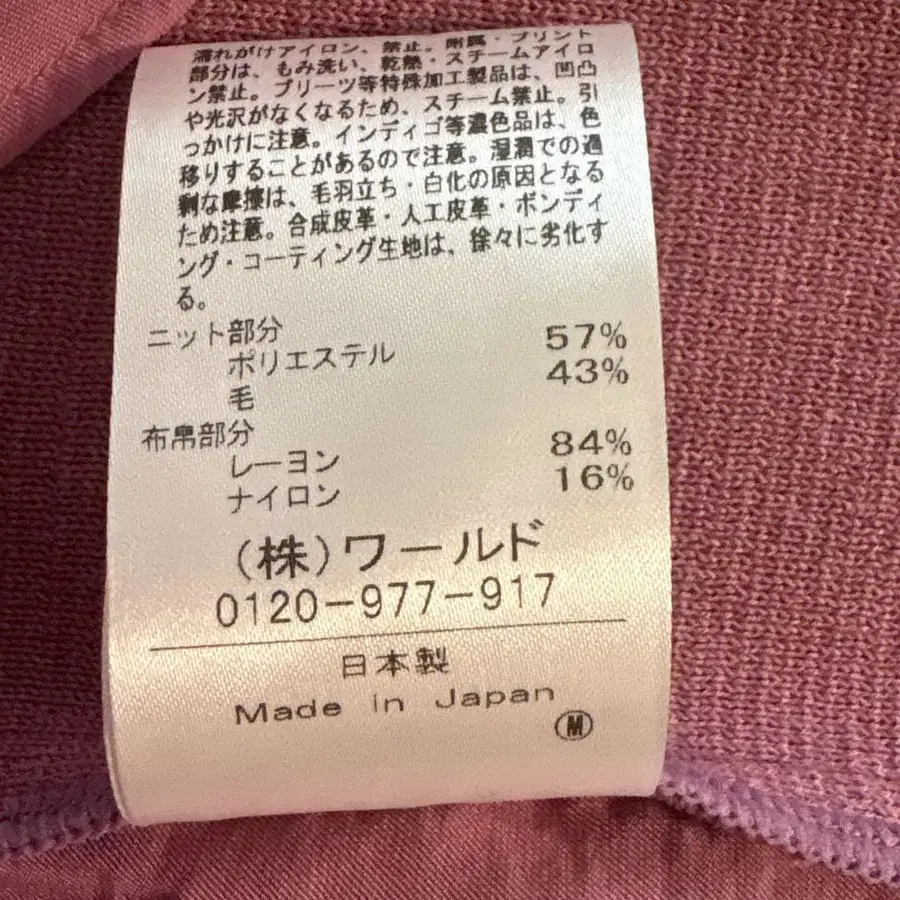 濡れがけアイロン、禁止。附属・プリント
部分は、もみ洗い、乾熱・スチームアイロ
ン禁止。プリーツ等特殊加工製品は、凹凸
や光沢がなくなるため、スチーム禁止。引
っかけに注意。インディゴ等濃色品は、色
移りすることがあるので注意。湿潤での過
剰な摩擦は、毛羽立ち・白化の原因となる
ため注意。合成皮革・人工皮革・ボンディ
ング・コーティング生地は、徐々に劣化す
る。
ニット部分
ポリエステル 57%
毛 43%
布帛部分
レーヨン 84%
ナイロン 16%
(株)ワールド
0120-977-917
日本製
Made in Japan
M